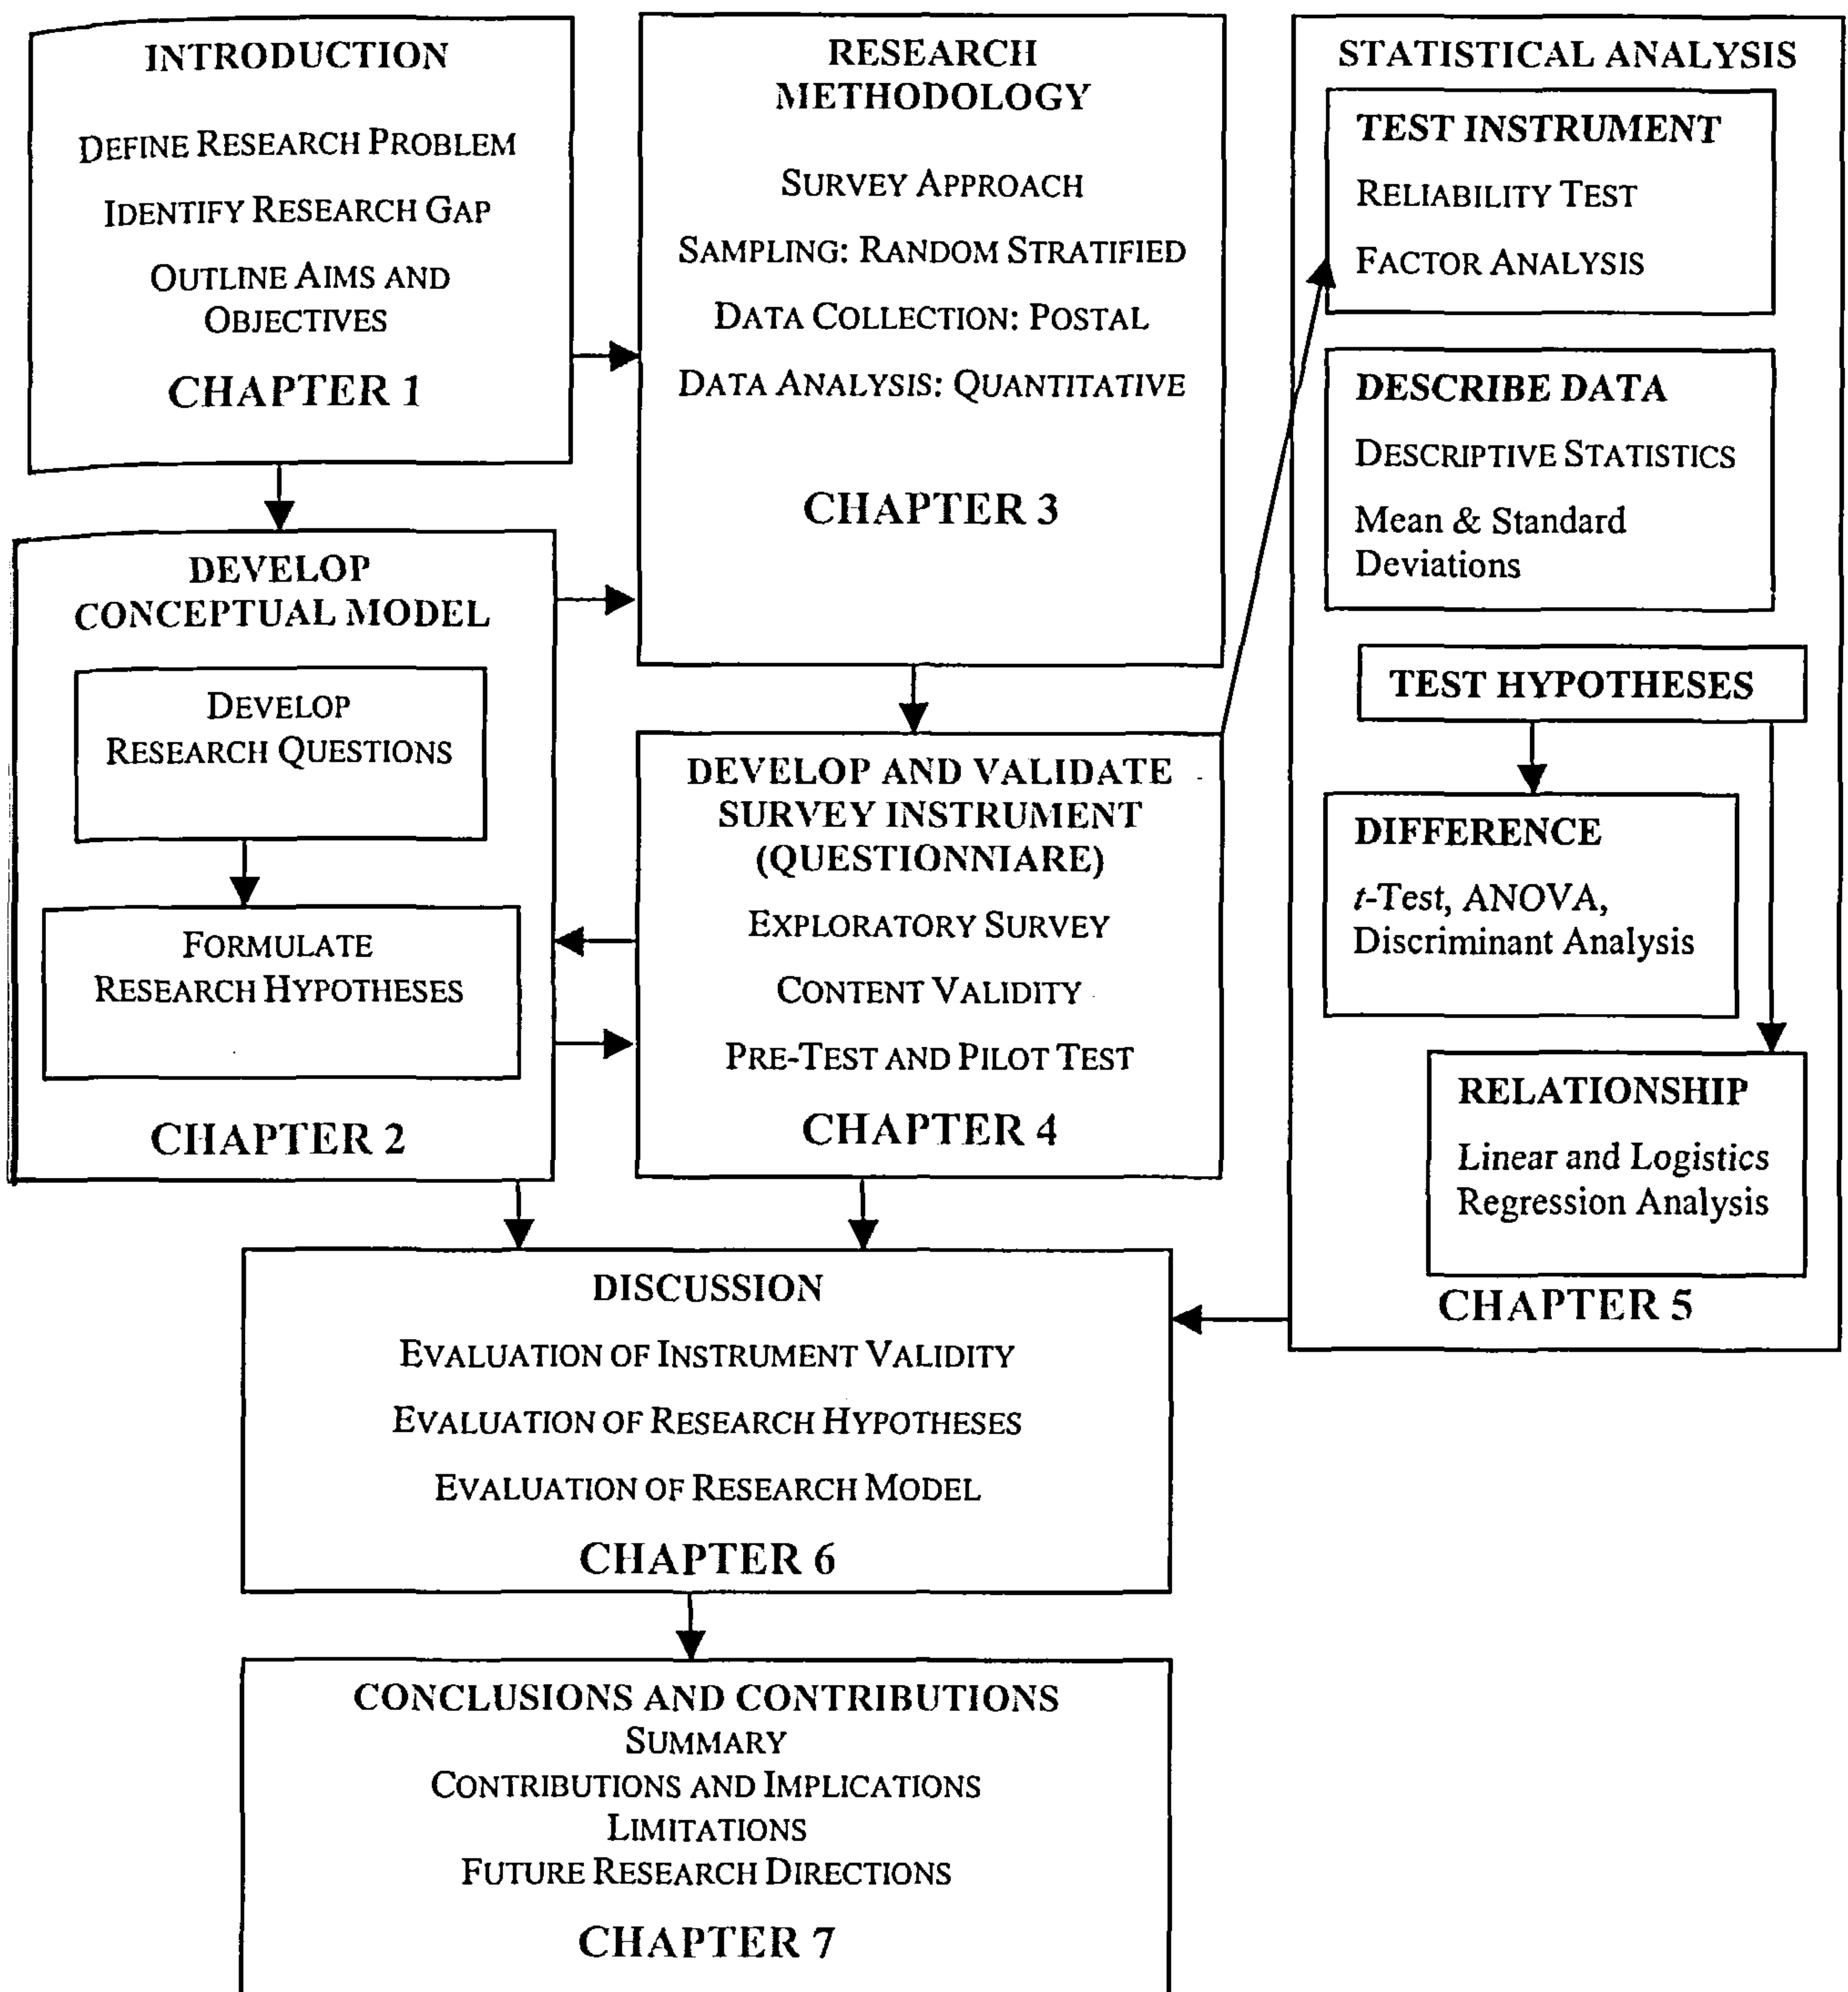 INTRODUCTION
DEFINE RESEARCH PROBLEM
IDENTIFY RESEARCH GAP
OUTLINE AIMS AND
OBJECTIVES
CHAPTER 1
DEVELOP
CONCEPTUAL MODEL
DEVELOP
RESEARCH QUESTIONS
FORMULATE
RESEARCH HYPOTHESES
CHAPTER 2
RESEARCH
METHODOLOGY
SURVEY APPROACH
SAMPLING: RANDOM STRATIFIED
DATA COLLECTION: POSTAL
DATA ANALYSIS: QUANTITATIVE
CHAPTER 3
DEVELOP AND VALIDATE
SURVEY INSTRUMENT
(QUESTIONNIARE)
EXPLORATORY SURVEY
CONTENT VALIDITY
PRE-TEST AND PILOT TEST
CHAPTER 4
STATISTICAL ANALYSIS
TEST INSTRUMENT
RELIABILITY TEST
FACTOR ANALYSIS
DESCRIBE DATA
DESCRIPTIVE STATISTICS
Mean & Standard
Deviations
TEST HYPOTHESES
DIFFERENCE
t-Test, ANOVA,
Discriminant Analysis
RELATIONSHIP
Linear and Logistics
Regression Analysis
CHAPTER 5
DISCUSSION
EVALUATION OF INSTRUMENT VALIDITY
EVALUATION OF RESEARCH HYPOTHESES
EVALUATION OF RESEARCH MODEL
CHAPTER 6
CONCLUSIONS AND CONTRIBUTIONS
SUMMARY
CONTRIBUTIONS AND IMPLICATIONS
LIMITATIONS
FUTURE RESEARCH DIRECTIONS
CHAPTER 7